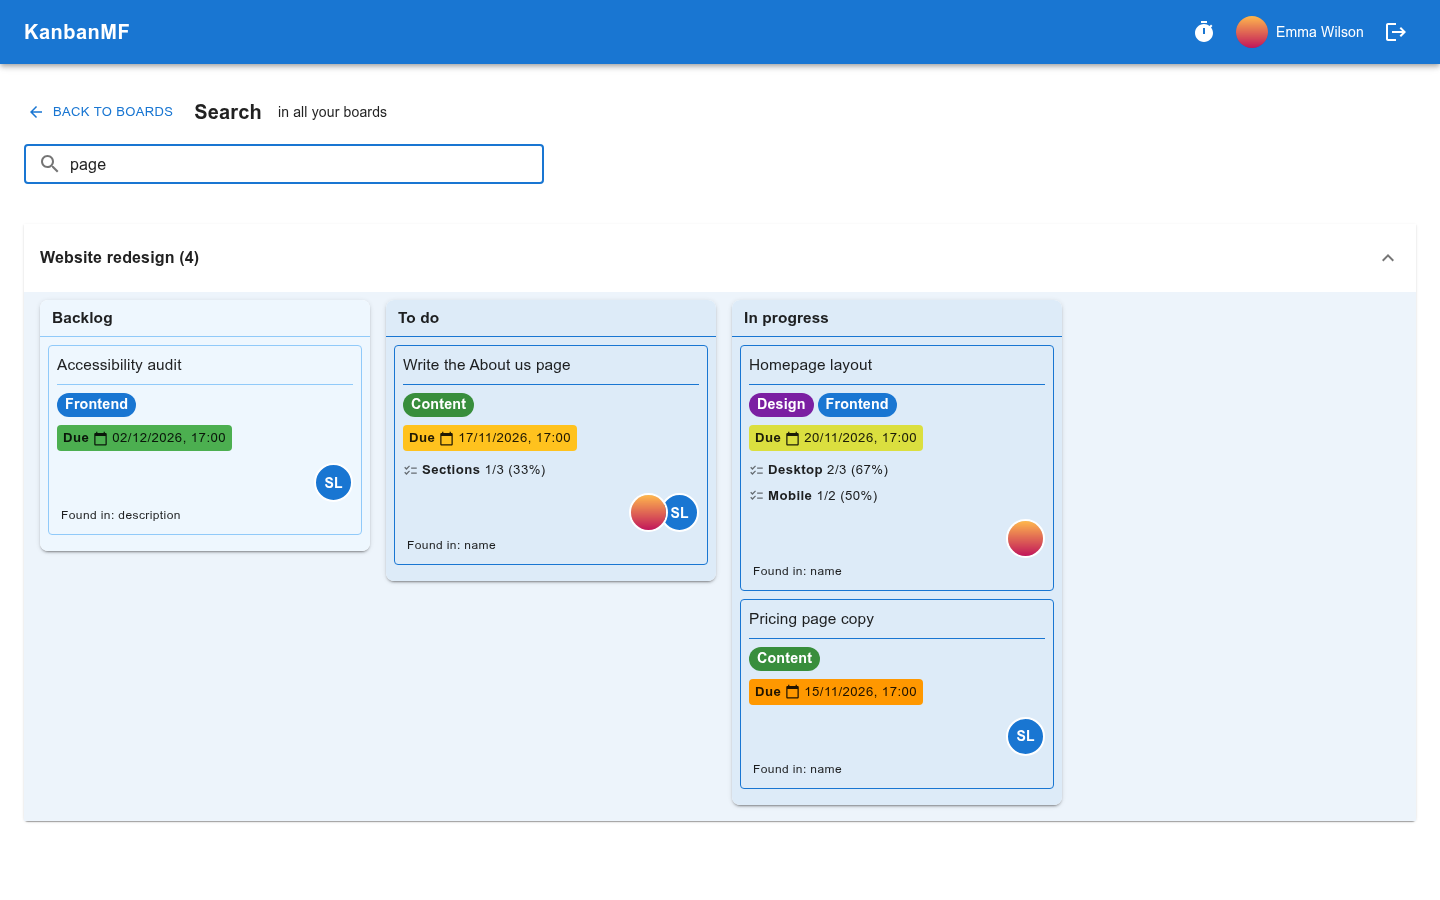 KanbanMF
Emma Wilson
BACK TO BOARDS
Search
in all your boards
page
Website redesign (4)
Backlog
Accessibility audit
Frontend
Due 02/12/2026, 17:00
SL
Found in: description
To do
Write the About us page
Content
Due 17/11/2026, 17:00
Sections 1/3 (33%)
SL
Found in: name
In progress
Homepage layout
Design Frontend
Due 20/11/2026, 17:00
Desktop 2/3 (67%)
Mobile 1/2 (50%)
Found in: name
Pricing page copy
Content
Due 15/11/2026, 17:00
SL
Found in: name